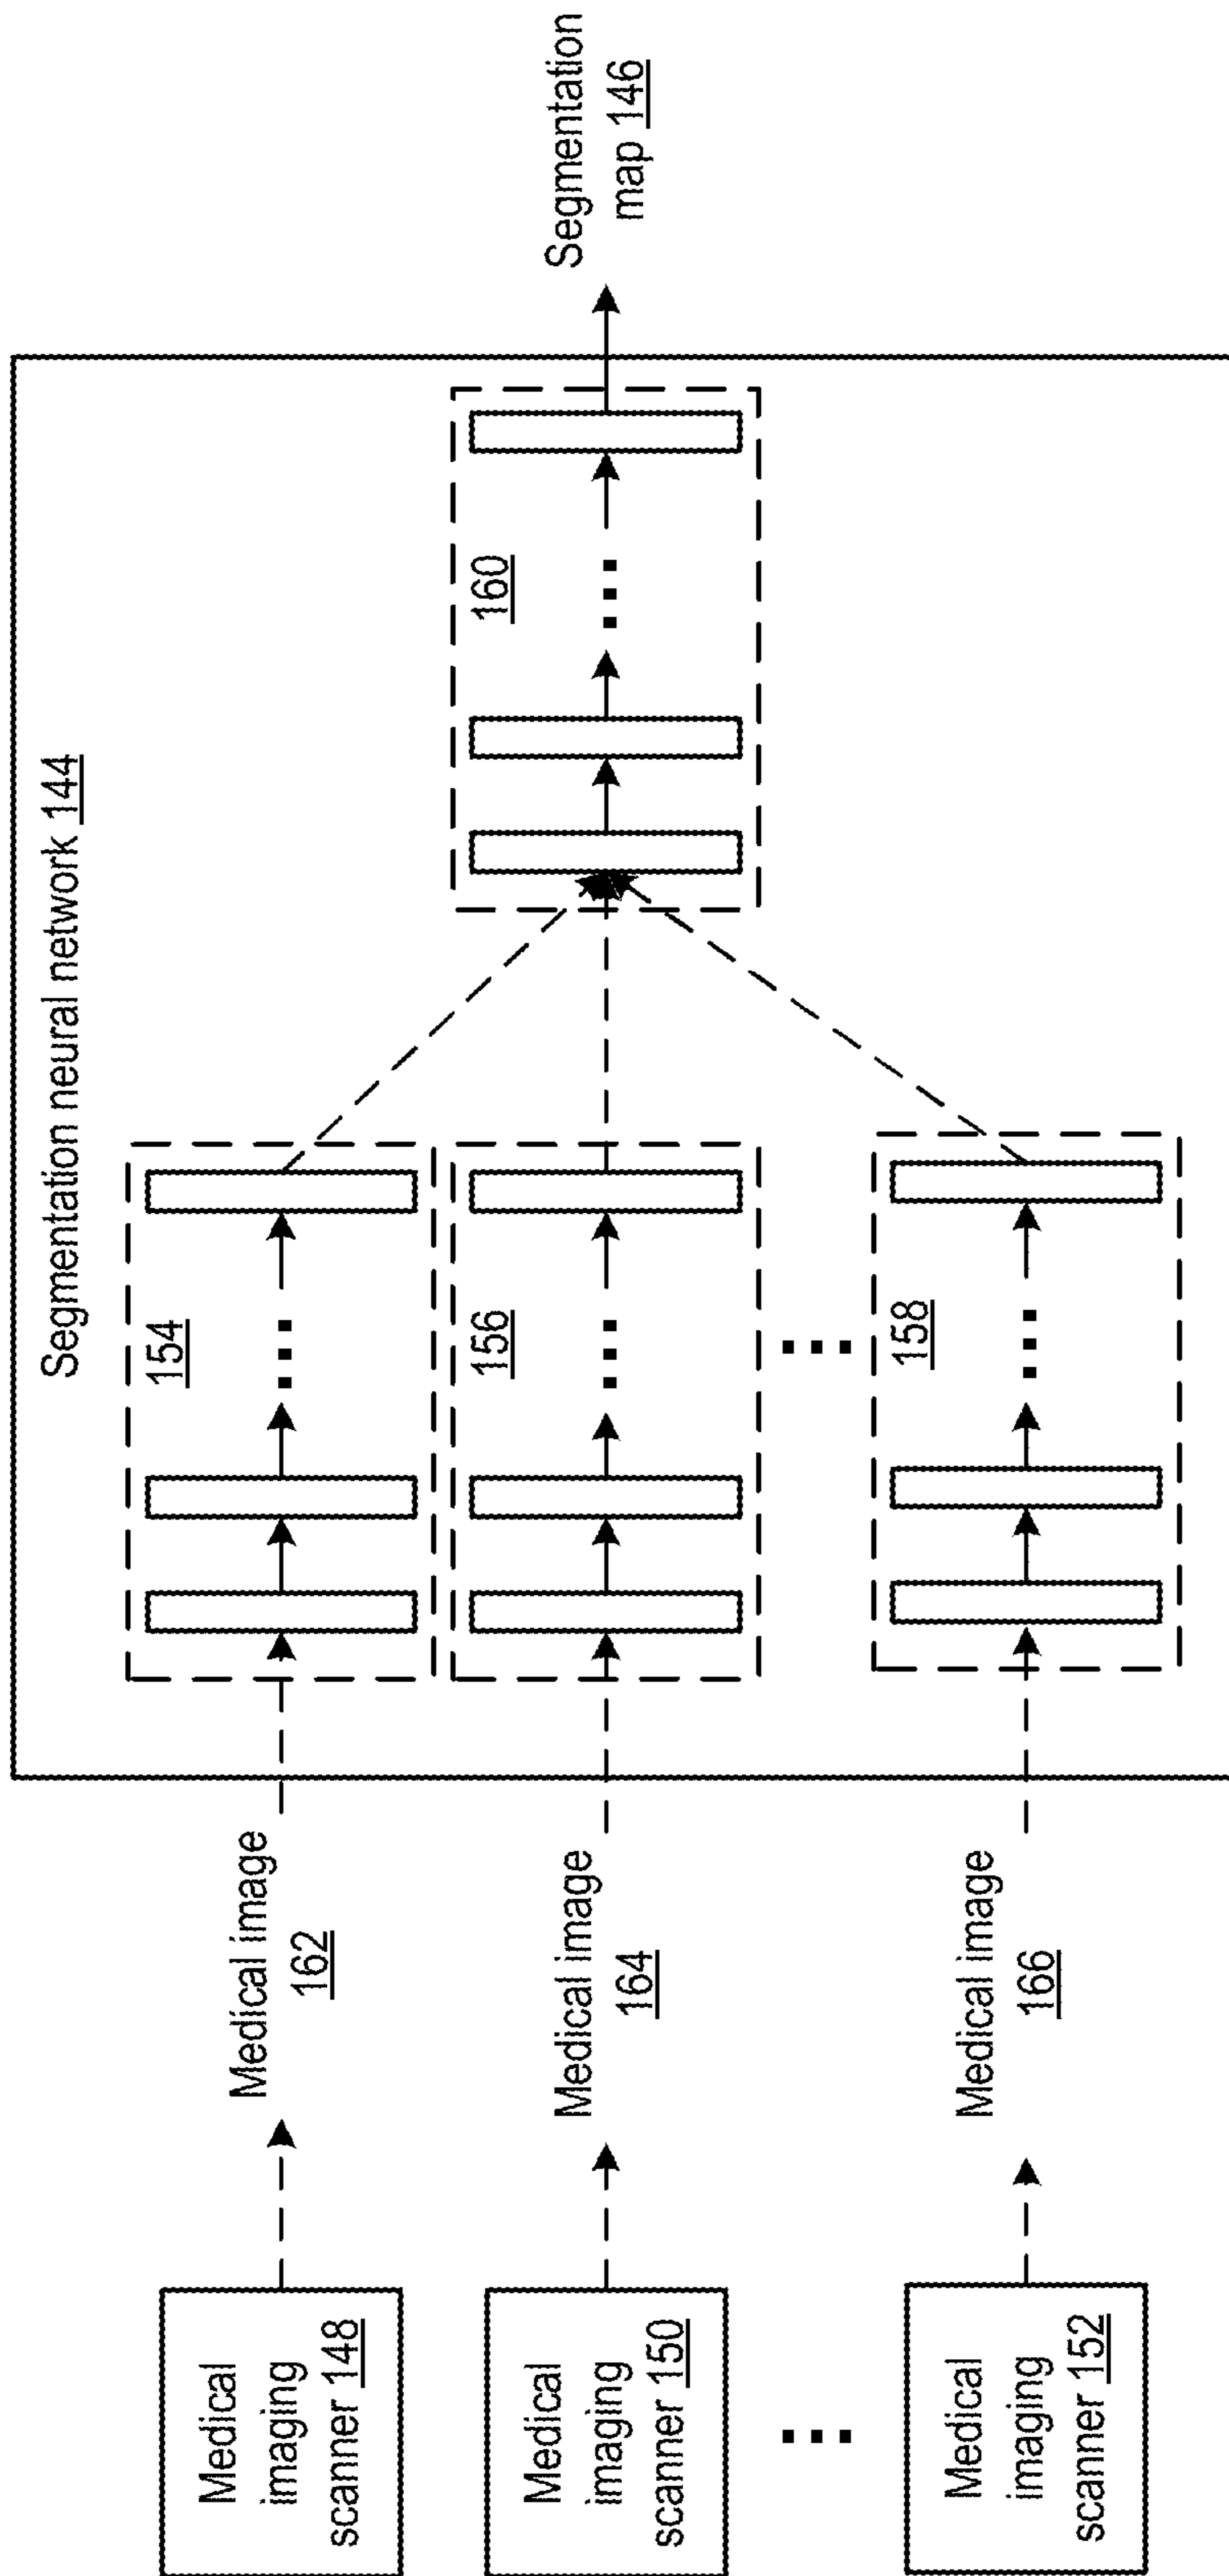 Segmentation neural network 144
Medical
imaging
scanner 148
Medical image
162
154
Medical
imaging
scanner 150
Medical image
164
156
160
Segmentation
map 146
Medical
imaging
scanner 152
Medical image
166
158